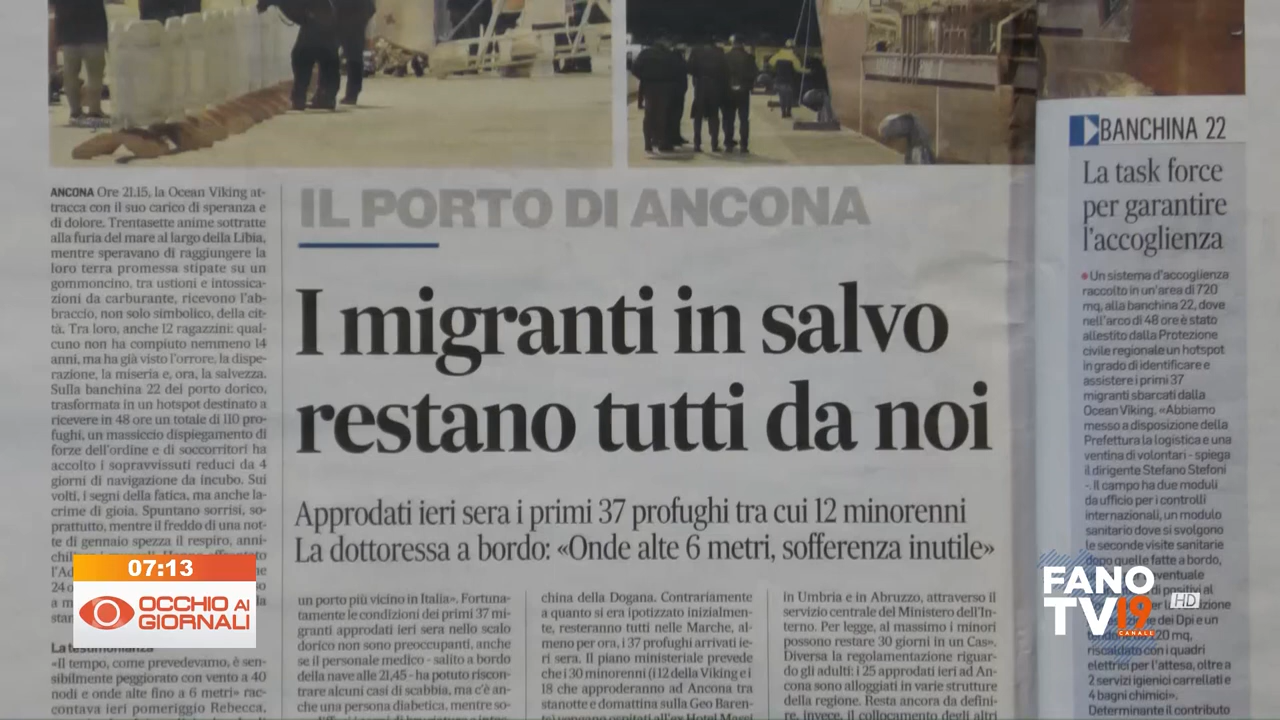 ANCONA Ore 21.15, la Ocean Viking at-
tracca con il suo carico di speranza e
di dolore. Trentasette anime sottratte
alla furia del mare al largo della Libia,
mentre speravano di raggiungere la
loro terra promessa stipate su un
gommoncino, tra ustioni e intossica-
zioni da carburante, ricevono l'ab-
braccio, non solo simbolico, della cit-
tà. Tra loro, anche 12 ragazzini: qual-
cuno non ha compiuto nemmeno 14
anni, ma ha già visto l'orrore, la dispe-
razione, la miseria e, ora, la salvezza.
Sulla banchina 22 del porto dorico,
trasformata in un hotspot destinato a
ricevere in 48 ore un totale di 110 pro-
fughi, un massiccio dispiegamento di
forze dell'ordine e di soccorritori ha
accolto i sopravvissuti reduci da 4
giorni di navigazione da incubo. Sui
volti, i segni della fatica, ma anche la-
crime di gioia. Spuntano sorrisi, so-
prattutto, mentre il freddo di una not-
te di gennaio spezza il respiro, anni-
07:13
OCCHIO AI
GIORNALI
«Il tempo, come prevedevamo, è sen-
sibilmente peggiorato con vento a 40
nodi e onde alte fino a 6 metri» rac-
contava ieri pomeriggio Rebecca,
IL PORTO DI ANCONA
I migranti in salvo
restano tutti da noi
Approdati ieri sera i primi 37 profughi tra cui 12 minorenni
La dottoressa a bordo: «Onde alte 6 metri, sofferenza inutile»
un porto più vicino in Italia». Fortuna-
tamente le condizioni dei primi 37 mi-
granti approdati ieri sera nello scalo
dorico non sono preoccupanti, anche
se il personale medico - salito a bordo
della nave alle 21,45 - ha potuto riscon-
trare alcuni casi di scabbia, ma c'è an-
che una persona diabetica, mentre so-
china della Dogana. Contrariamente
a quanto si era ipotizzato inizialmen-
te, resteranno tutti nelle Marche, al-
meno per ora, i 37 profughi arrivati ie-
ri sera. Il piano ministeriale prevede
che i 30 minorenni (i 12 della Viking e i
18 che approderanno ad Ancona tra
stanotte e domattina sulla Geo Baren-
in Umbria e in Abruzzo, attraverso il
servizio centrale del Ministero dell'In-
terno. Per legge, al massimo i minori
possono restare 30 giorni in un Cas».
Diversa la regolamentazione riguar-
do gli adulti: i 25 approdati ieri ad An-
cona sono alloggiati in varie strutture
della regione. Resta ancora da defini-
re, invece, il collocamento degli altri
BANCHINA 22
La task force
per garantire
l'accoglienza
Un sistema d'accoglienza
raccolto in un'area di 720
mq, alla banchina 22, dove
nell'arco di 48 ore è stato
allestito dalla Protezione
civile regionale un hotspot
in grado di identificare e
assistere i primi 37
migranti sbarcati dalla
Ocean Viking. «Abbiamo
messo a disposizione della
Prefettura la logistica e una
ventina di volontari - spiega
il dirigente Stefano Stefoni
-. Il campo ha due moduli
da ufficio per i controlli
internazionali, un modulo
sanitario dove si svolgono
le seconde visite sanitarie
dopo quelle fatte a bordo,
riscaldato con i quadri
elettrici per l'attesa, oltre a
2 servizi igienici carrellati e
4 bagni chimici».
Determinante il contributo
FANO
TV19 HD
CANALE